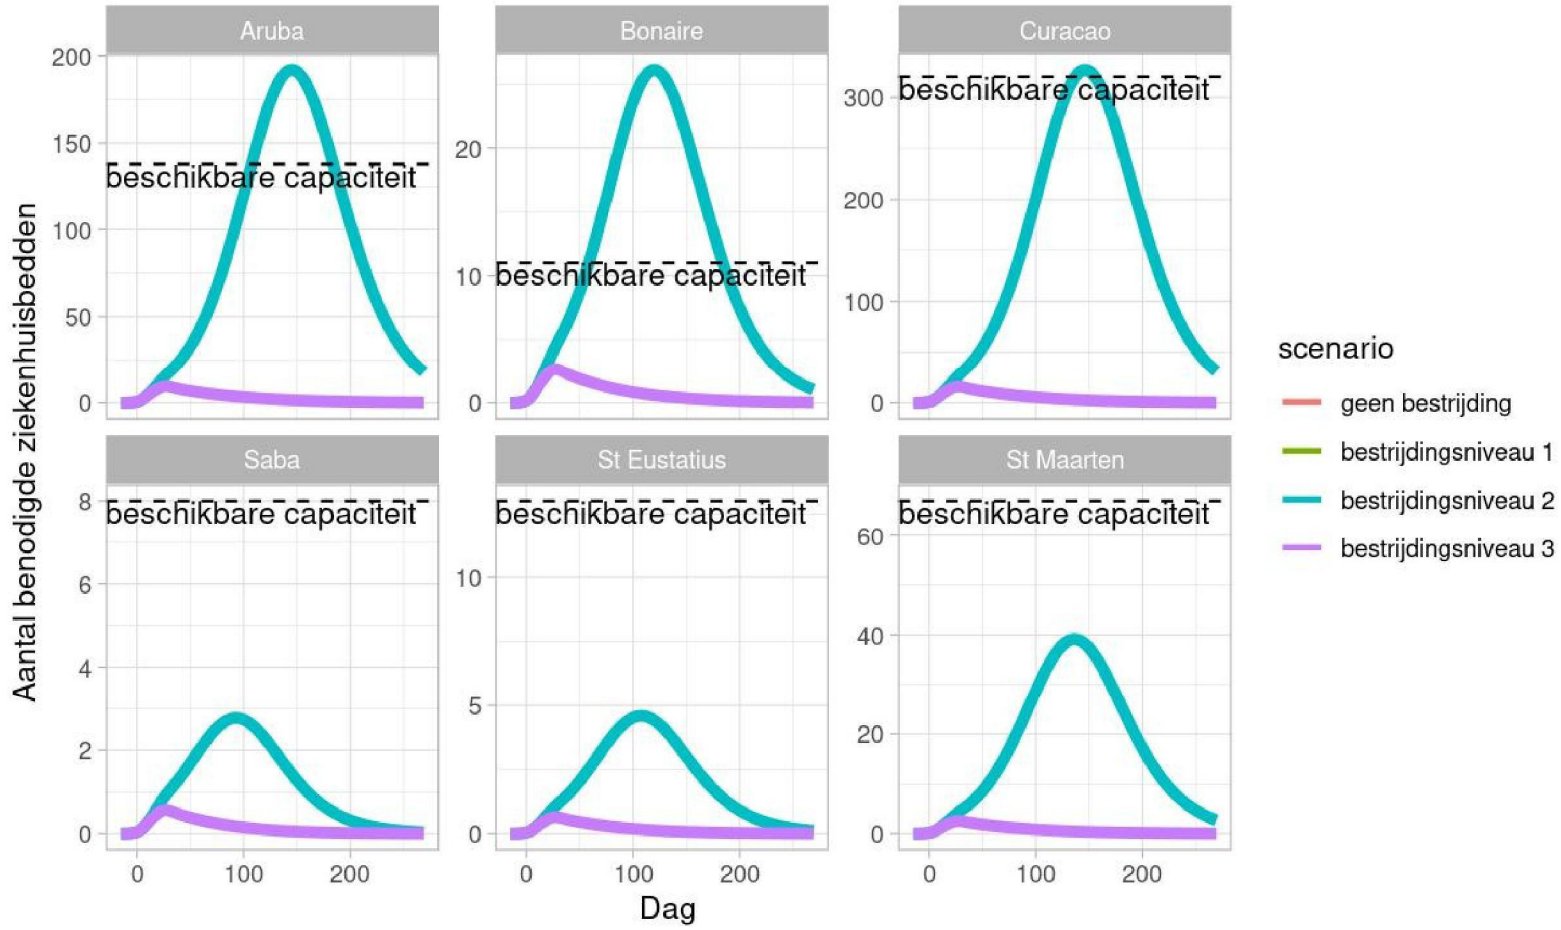 Aruba
Bonaire
Curacao
200
150
100
50
0
beschikbare capaciteit
20
10
0
beschikbare capaciteit
300
200
100
0
beschikbare capaciteit
Saba
St Eustatius
St Maarten
8
6
4
2
0
beschikbare capaciteit
10
5
0
beschikbare capaciteit
60
40
20
0
beschikbare capaciteit
0 100 200
0 100 200
0 100 200
Dag
Aantal benodigde ziekenhuisbedden
scenario
geen bestrijding
bestrijdingsniveau 1
bestrijdingsniveau 2
bestrijdingsniveau 3